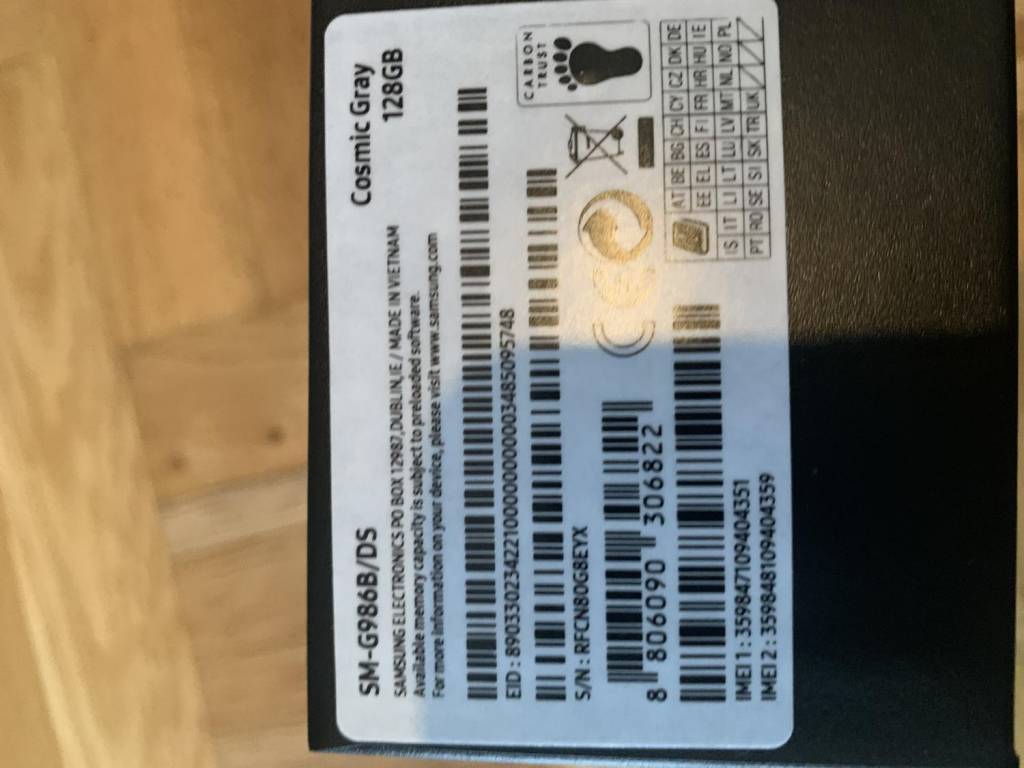 SM-G986B/DS
Cosmic Gray
128GB
SAMSUNG ELECTRONICS PO BOX 12987,DUBLIN,IE / MADE IN VIETNAM
Available memory capacity is subject to preloaded software.
For more information on your device, please visit www.samsung.com
EID : 89033023422100000000003485095748
S/N : RFCN80G8EYX
8 806090 306822
IMEI 1 : 359847109404351
IMEI 2 : 359848109404359
CARBON
TRUST
CE
AT BE BG CH CY CZ DK DE
EE EL ES FI FR HR HU IE
IS IT LI LT LU LV MT NL NO PL
PT RO SE SI SK TR UK